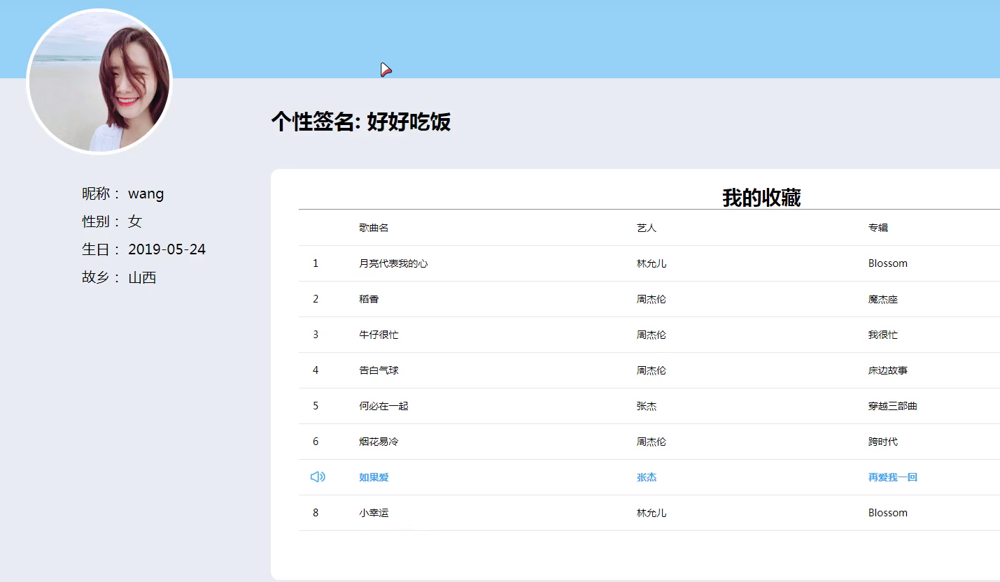 个性签名: 好好吃饭
昵称： wang
性别： 女
生日： 2019-05-24
故乡： 山西
我的收藏
歌曲名 艺人 专辑
1 月亮代表我的心 林允儿 Blossom
2 稻香 周杰伦 魔杰座
3 牛仔很忙 周杰伦 我很忙
4 告白气球 周杰伦 床边故事
5 何必在一起 张杰 穿越三部曲
6 烟花易冷 周杰伦 跨时代
如果爱 张杰 再爱我一回
8 小幸运 林允儿 Blossom